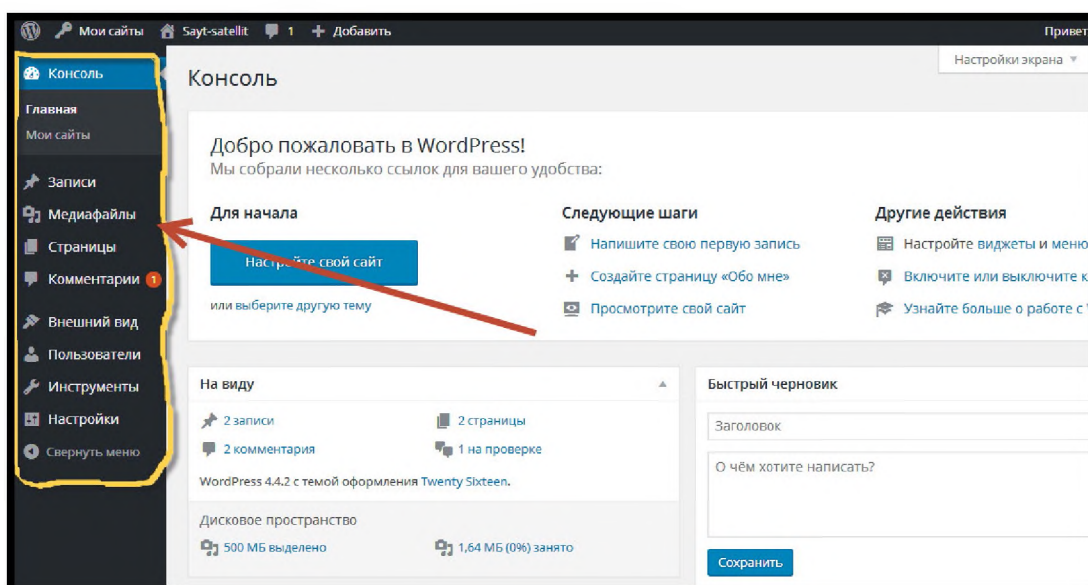 Мои сайты Sayt-satellit 1 Добавить Привет
Консоль
Главная
Мои сайты
Записи
Медиафайлы
Страницы
Комментарии 1
Внешний вид
Пользователи
Инструменты
Настройки
Свернуть меню
Настройки экрана
Консоль
Добро пожаловать в WordPress!
Мы собрали несколько ссылок для вашего удобства:
Для начала
Настройте свой сайт
или выберите другую тему
Следующие шаги
Напишите свою первую запись
Создайте страницу «Обо мне»
Просмотрите свой сайт
Другие действия
Настройте виджеты и меню
Включите или выключите к
Узнайте больше о работе с
На виду
2 записи 2 страницы
2 комментария 1 на проверке
WordPress 4.4.2 с темой оформления Twenty Sixteen.
Дисковое пространство
500 МБ выделено 1,64 МБ (0%) занято
Быстрый черновик
Заголовок
О чём хотите написать?
Сохранить